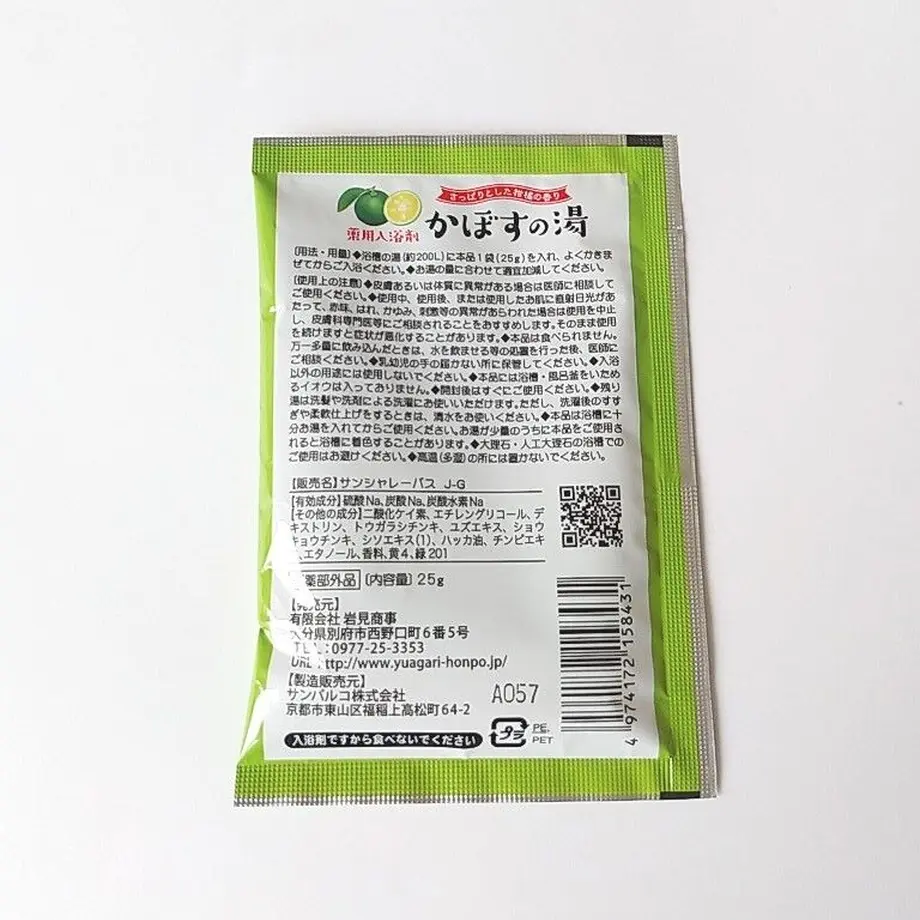 さっぱりとした柑橘の香り
薬用入浴剤 かぼすの湯
〔用法・用量〕◆浴槽の湯(約200L)に本品1袋(25g)を入れ、よくかきま
ぜてからご入浴ください。◆お湯の量に合わせて適宜加減してください。
〔使用上の注意〕◆皮膚あるいは体質に異常がある場合は医師に相談して
ご使用ください。◆使用中、使用後、または使用したお肌に直射日光があ
たって、赤味、はれ、かゆみ、刺激等の異常があらわれた場合は使用を中止
し、皮膚科専門医等にご相談されることをおすすめします。そのまま使用
を続けますと症状が悪化することがあります。◆本品は食べられません。
万一多量に飲み込んだときは、水を飲ませる等の処置を行った後、医師に
ご相談ください。◆乳幼児の手の届かない所に保管してください。◆入浴
以外の用途には使用しないでください。◆本品には浴槽・風呂釜をいため
るイオウは入っておりません。◆開封後はすぐにご使用ください。◆残り
湯は洗髪や洗剤による洗濯にお使いいただけます。ただし、洗濯後のすす
ぎや柔軟仕上げをするときは、清水をお使いください。◆本品は浴槽に十
分お湯を入れてからご使用ください。お湯が少量のうちに本品をご使用さ
れると浴槽に着色することがあります。◆大理石・人工大理石の浴槽での
ご使用はお避けください。◆高温(多湿)の所には置かないでください。
【販売名】サンシャレーバス J-G
【有効成分】硫酸Na、炭酸Na、炭酸水素Na
【その他の成分】二酸化ケイ素、エチレングリコール、デ
キストリン、トウガラシチンキ、ユズエキス、ショウ
キョウチンキ、シソエキス(1)、ハッカ油、チンピエキ
、エタノール、香料、黄4、緑201
薬部外品 〔内容量〕25g
【発売元】
有限会社 岩見商事
大分県別府市西野口町6番5号
TEL:0977-25-3353
URL http://www.yuagari-honpo.jp/
【製造販売元】
サンパルコ株式会社
京都市東山区福稲上高松町64-2
A057
入浴剤ですから食べないでください
プラ
PE,
PET
4 974172 158431